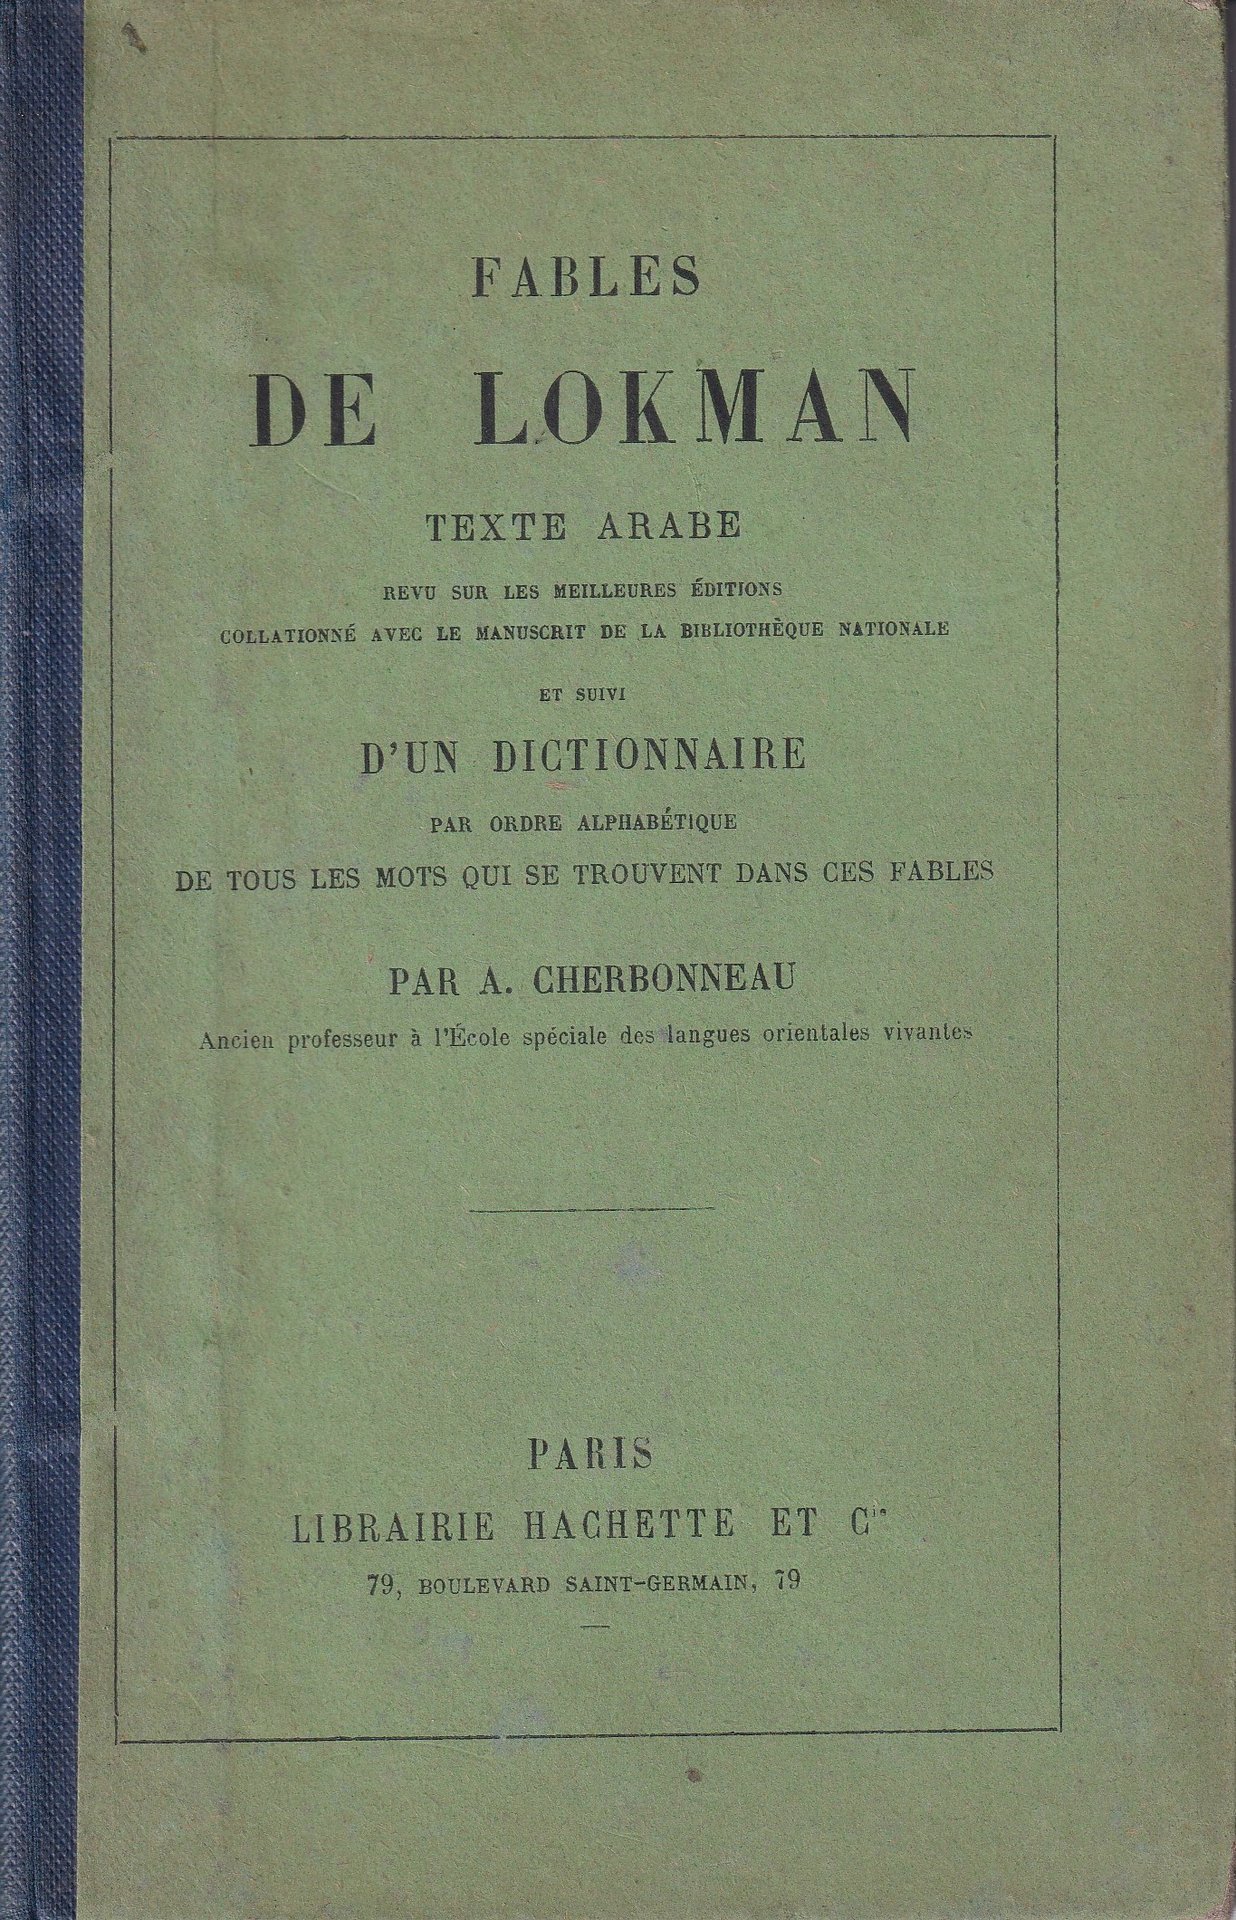 FABLES
DE LOKMAN
TEXTE ARABE
REVU SUR LES MEILLEURES ÉDITIONS
COLLATIONNÉ AVEC LE MANUSCRIT DE LA BIBLIOTHÈQUE NATIONALE
ET SUIVI
D'UN DICTIONNAIRE
PAR ORDRE ALPHABÉTIQUE
DE TOUS LES MOTS QUI SE TROUVENT DANS CES FABLES
PAR A. CHERBONNEAU
Ancien professeur à l'École spéciale des langues orientales vivantes
PARIS
LIBRAIRIE HACHETTE ET Cie
79, BOULEVARD SAINT-GERMAIN, 79